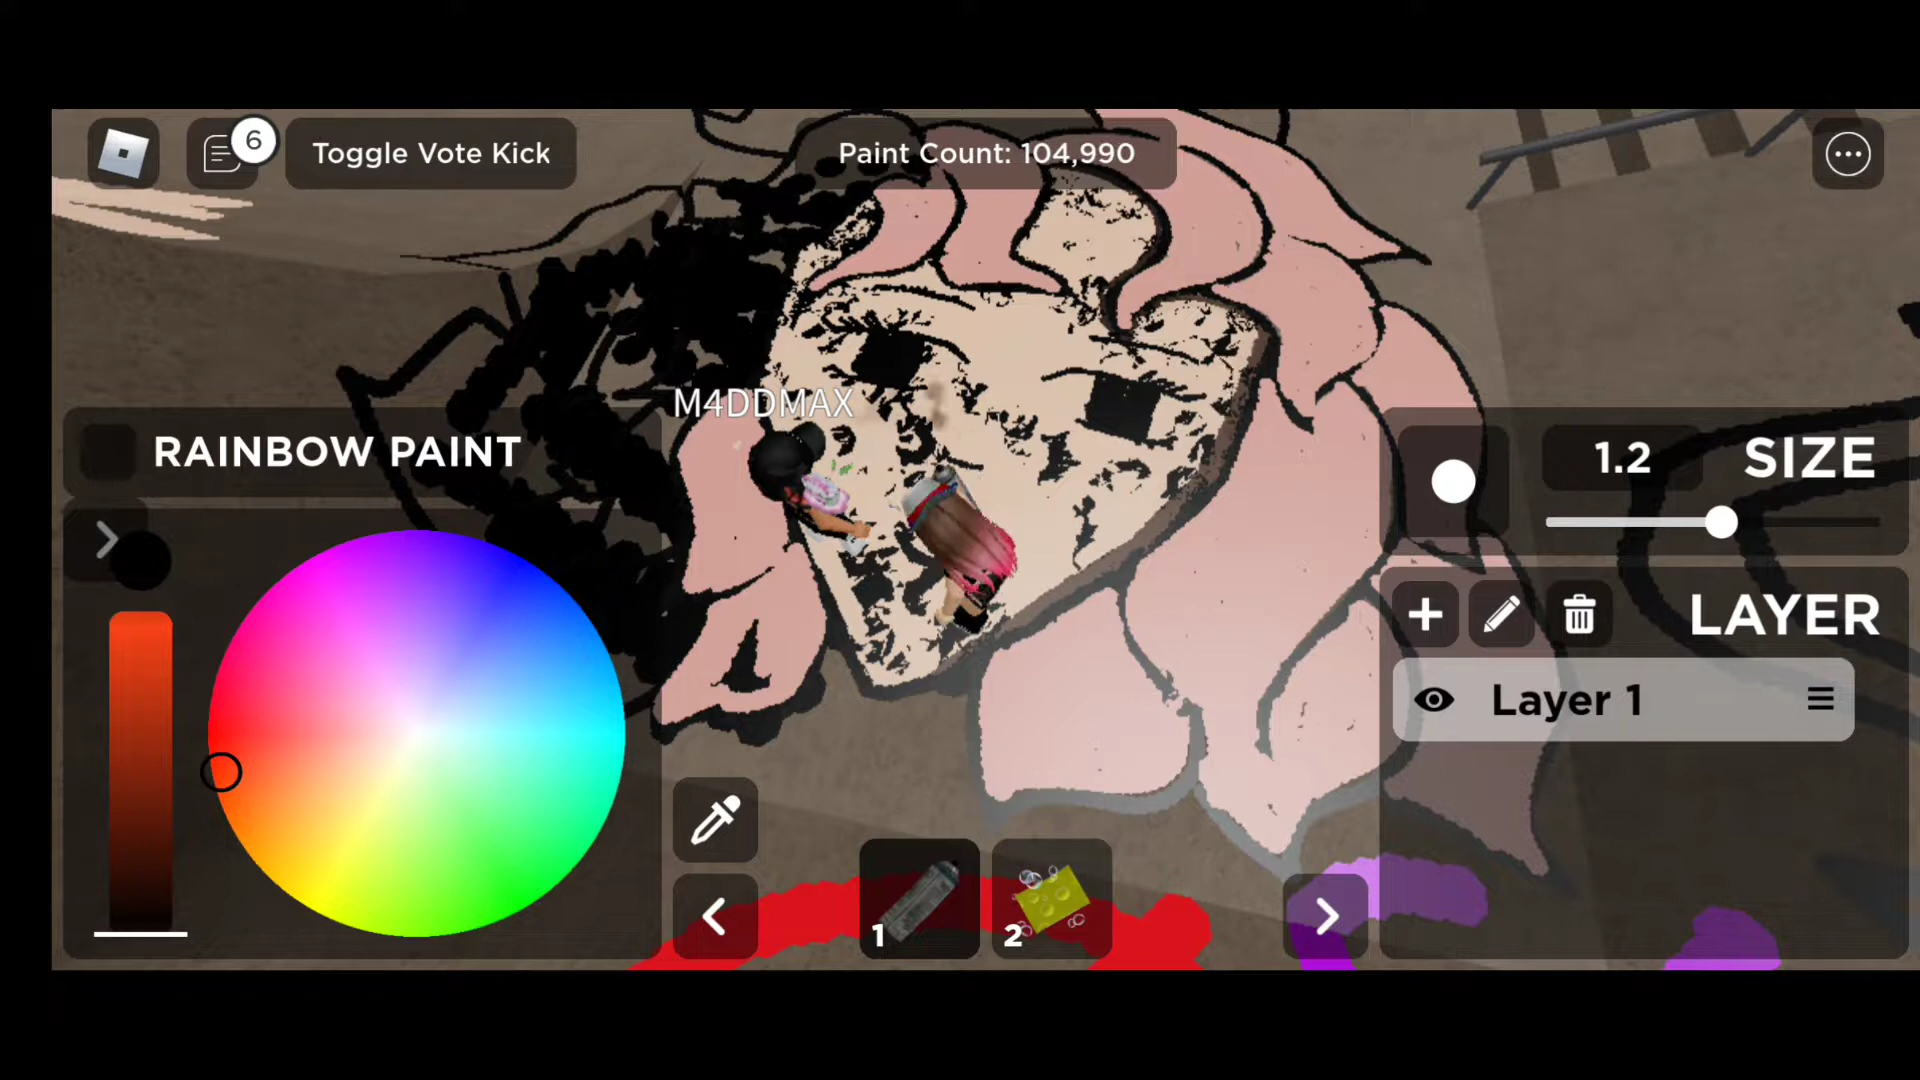 6
Toggle Vote Kick
Paint Count: 104,990
M4DDMAX
RAINBOW PAINT
1.2
SIZE
LAYER
Layer 1
1
2